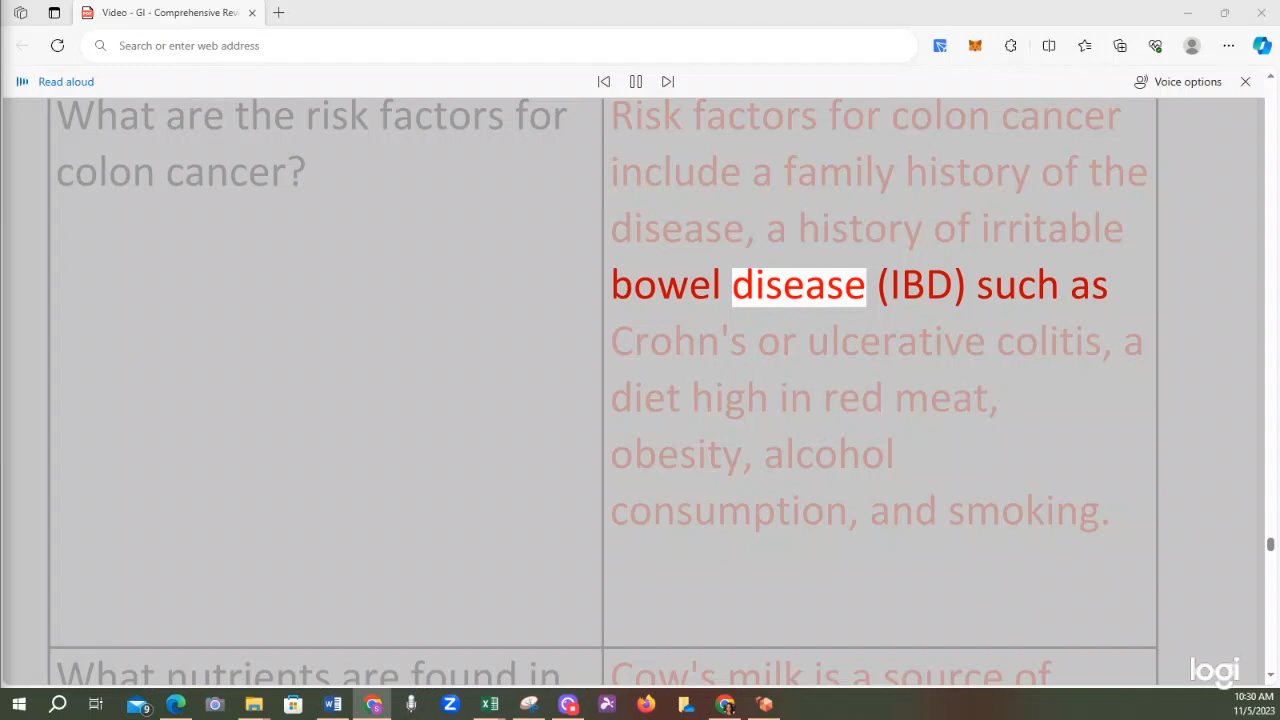 Video - GI - Comprehensive Revi
Search or enter web address
Read aloud
Voice options
What are the risk factors for
colon cancer?
Risk factors for colon cancer
include a family history of the
disease, a history of irritable
bowel disease (IBD) such as
Crohn's or ulcerative colitis, a
diet high in red meat,
obesity, alcohol
consumption, and smoking.
What nutrients are found in
Cow's milk is a source of
logi
10:30 AM
11/5/2023